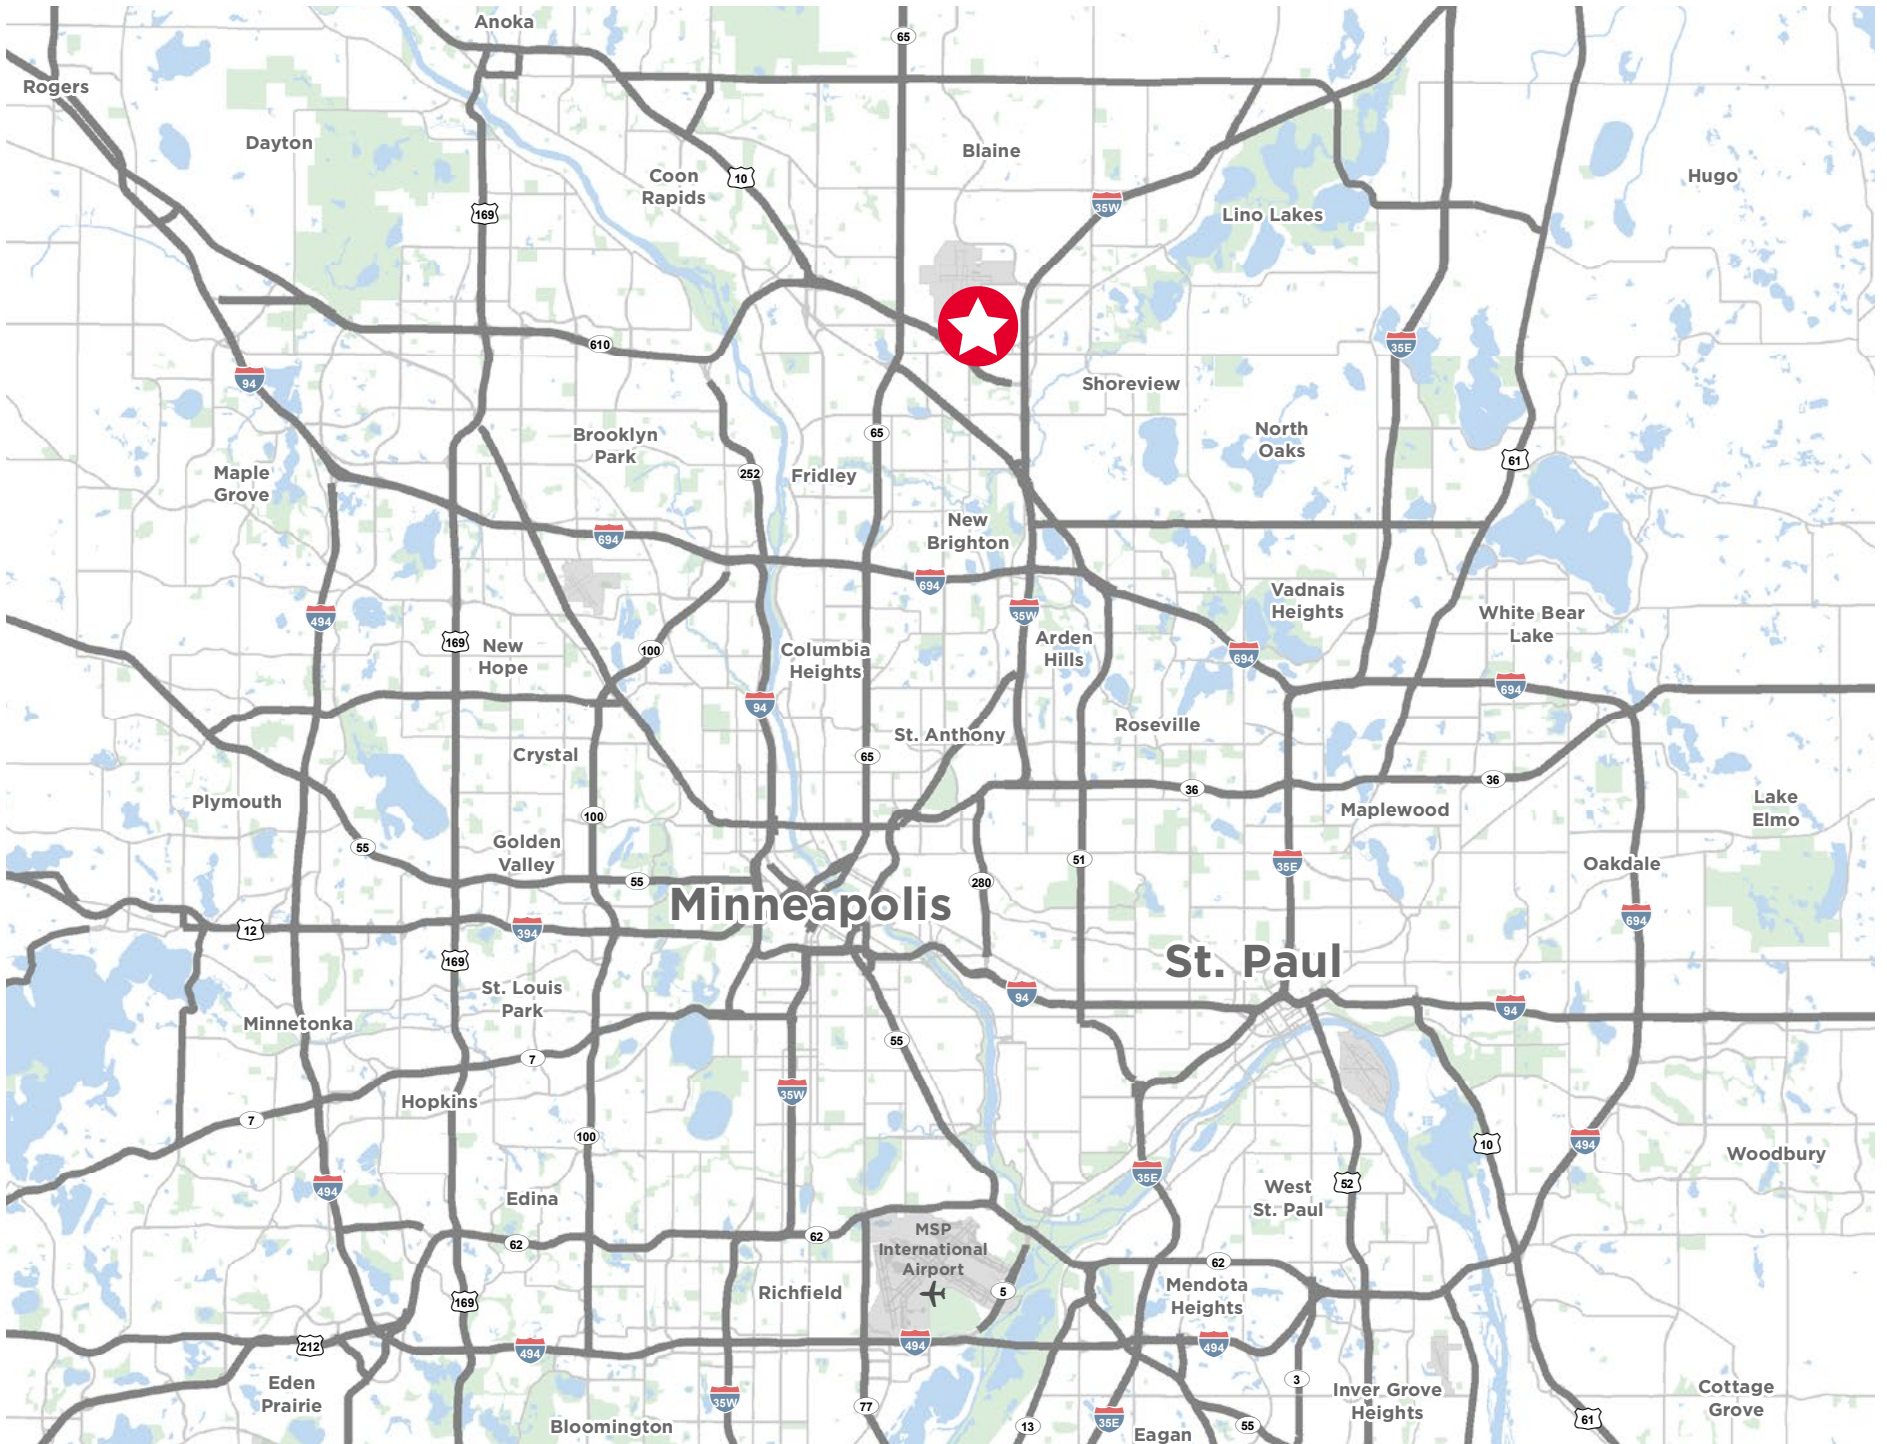 Anoka
65
Rogers
Dayton
Blaine
Coon
Rapids
10
Hugo
169
35W
Lino Lakes
610
35E
94
Shoreview
65
Brooklyn
Park
North
Oaks
61
Maple
Grove
252
Fridley
694
New
Brighton
694
Vadnais
Heights
494
35W
White Bear
Lake
169
New
Hope
100
Columbia
Heights
Arden
Hills
694
694
94
St. Anthony
Roseville
Crystal
65
36
36
Plymouth
Maplewood
Lake
Elmo
100
55
Golden
Valley
51
35E
Oakdale
55
280
Minneapolis
694
12
394
169
St. Paul
St. Louis
Park
94
94
Minnetonka
55
7
35W
Hopkins
7
100
10
494
Woodbury
494
35E
52
Edina
West
St. Paul
62
62
MSP
International
Airport
62
Richfield
5
Mendota
Heights
169
212
494
494
494
Eden
Prairie
3
35W
77
Inver Grove
Heights
Cottage
Grove
Bloomington
13
35E
55
61
Eagan